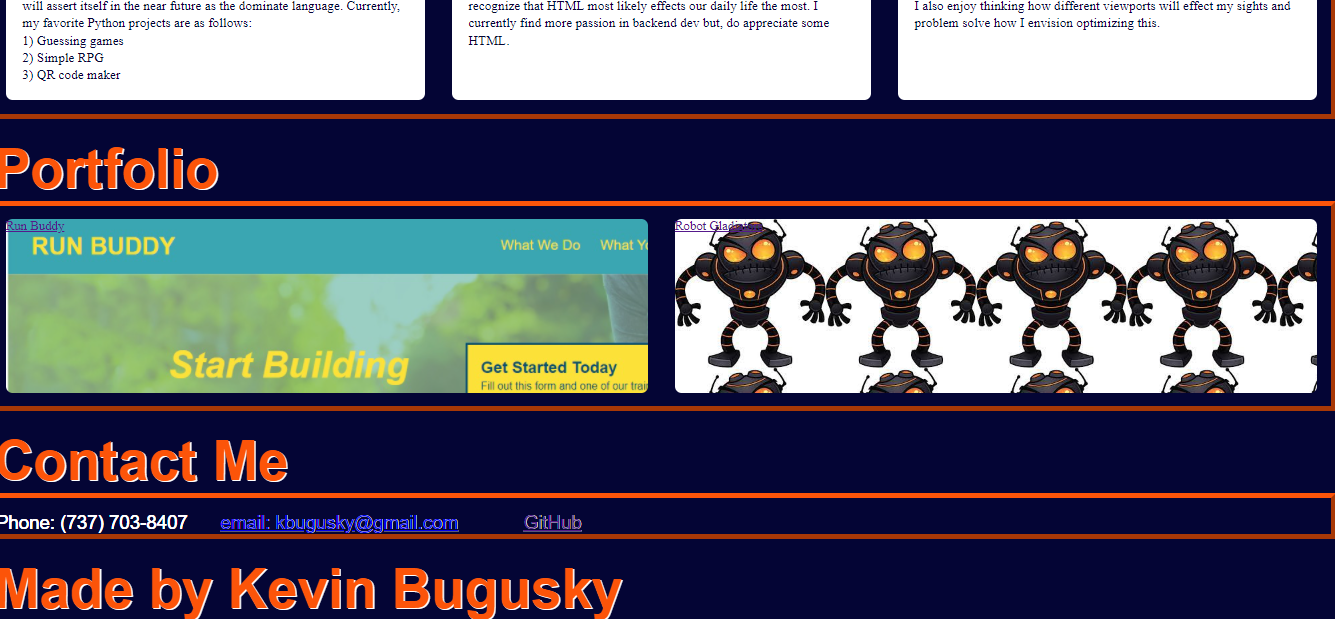 will assert itself in the near future as the dominate language. Currently,
my favorite Python projects are as follows:
1) Guessing games
2) Simple RPG
3) QR code maker
recognize that HTML most likely effects our daily life the most. I
currently find more passion in backend dev but, do appreciate some
HTML.
I also enjoy thinking how different viewports will effect my sights and
problem solve how I envision optimizing this.
Portfolio
Run Buddy
RUN BUDDY
What We Do What Yo
Start Building
Get Started Today
Fill out this form and one of our trai
Robot Gladiators
Contact Me
Phone: (737) 703-8407 email: kbugusky@gmail.com GitHub
Made by Kevin Bugusky